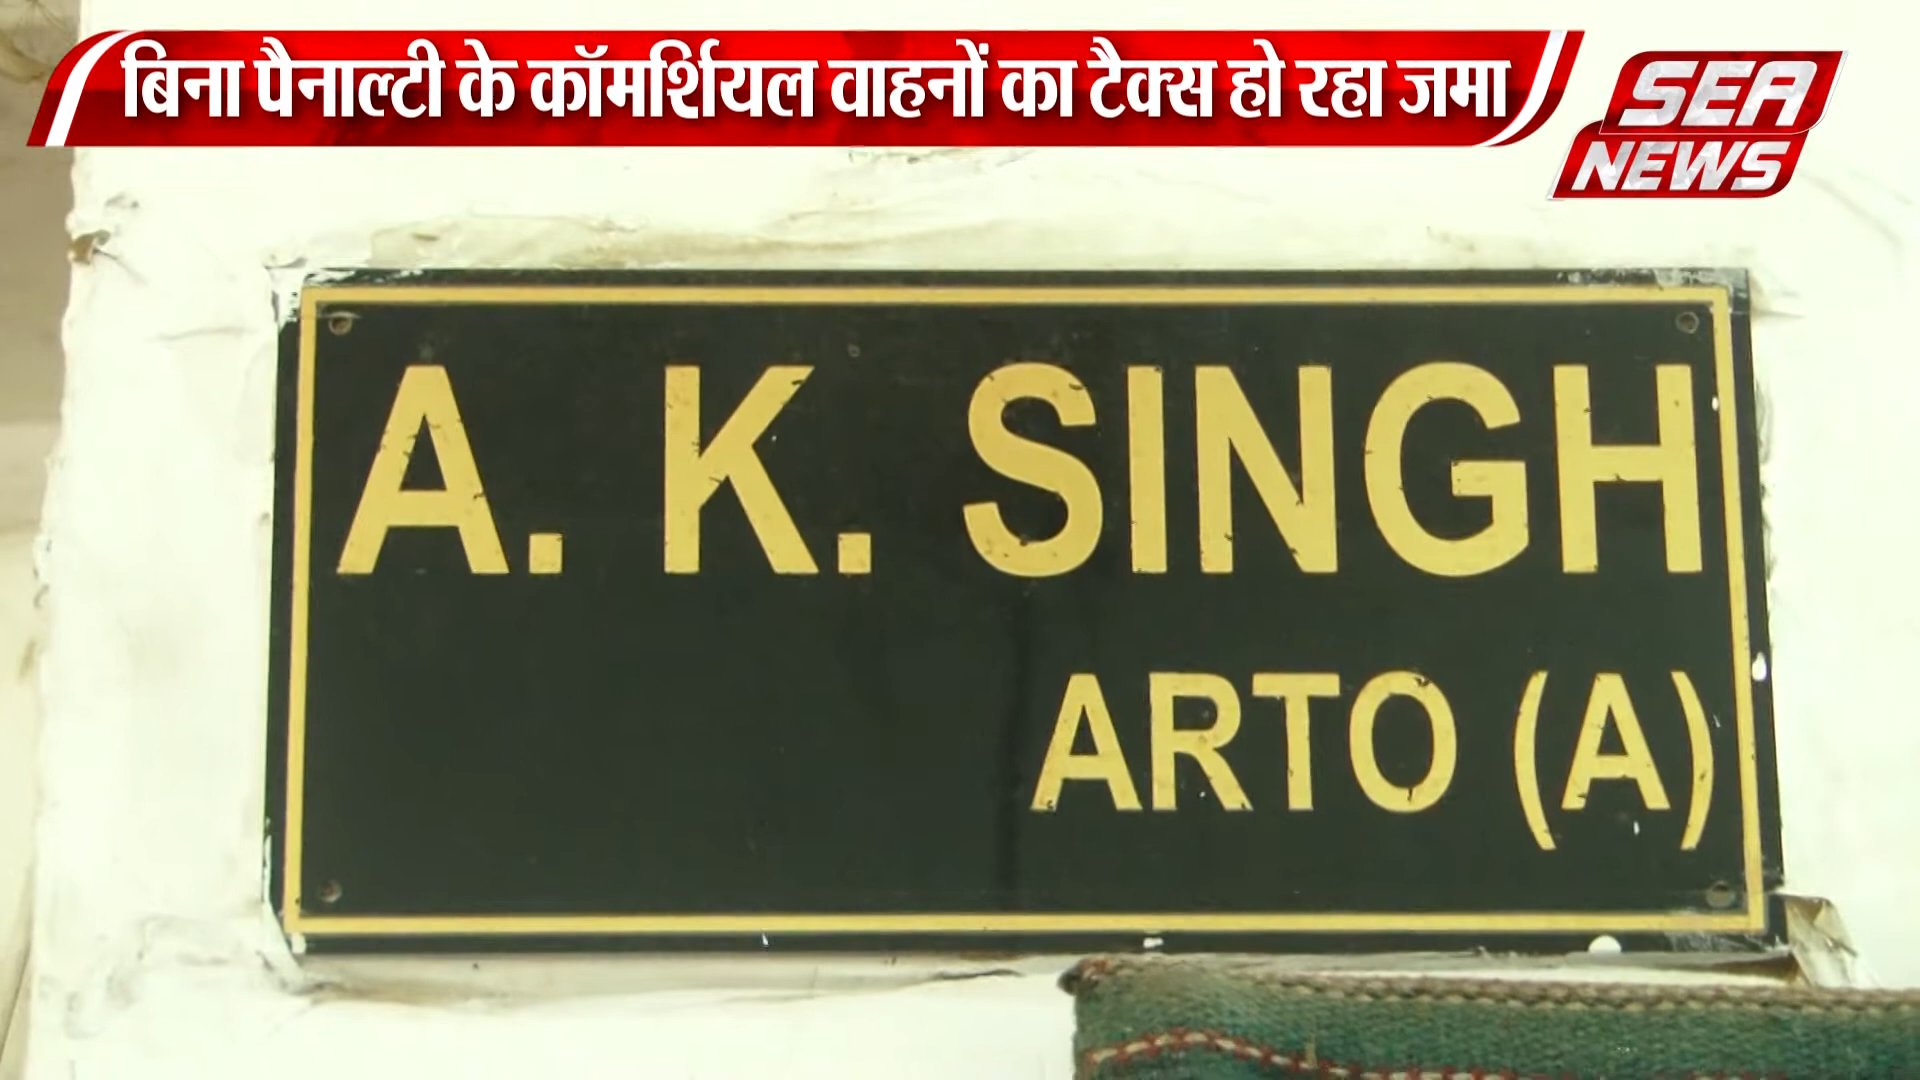 बिना पैनाल्टी के कॉमर्शियल वाहनों का टैक्स हो रहा जमा
SEA
NEWS
A. K. SINGH
ARTO (A)